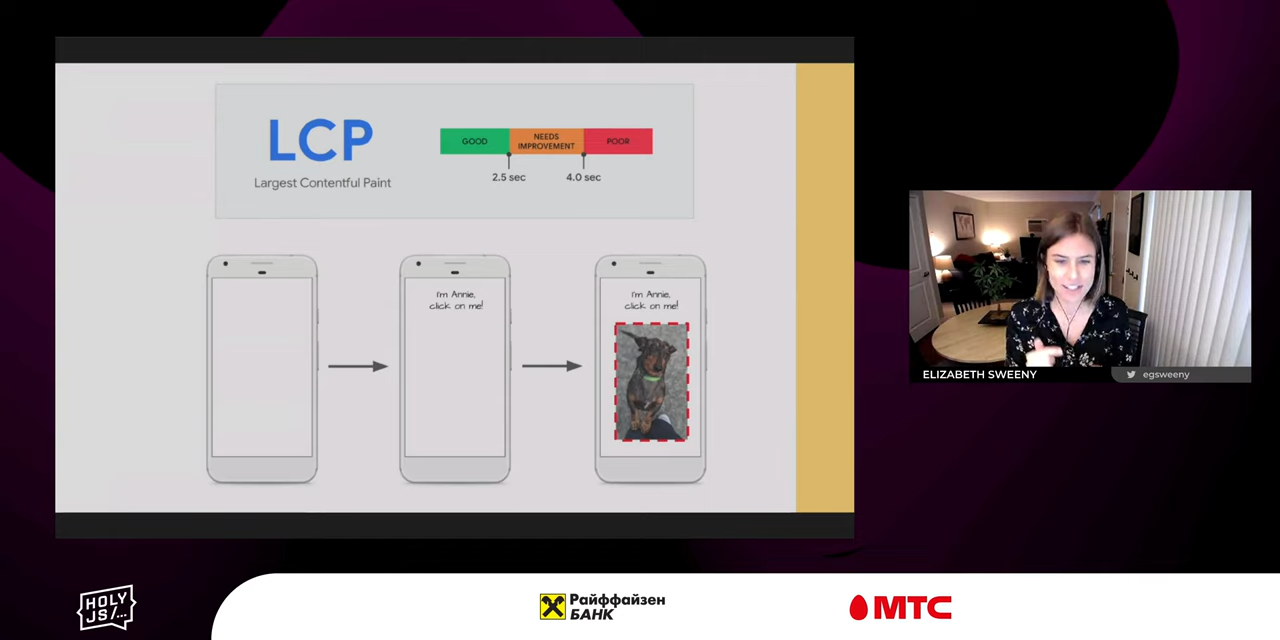 LCP
Largest Contentful Paint
GOOD
NEEDS
IMPROVEMENT
POOR
2.5 sec
4.0 sec
I'm Annie,
click on me!
I'm Annie,
click on me!
ELIZABETH SWEENY
egsweeny
HOLY
JS/...
Райффайзен
БАНК
МТС